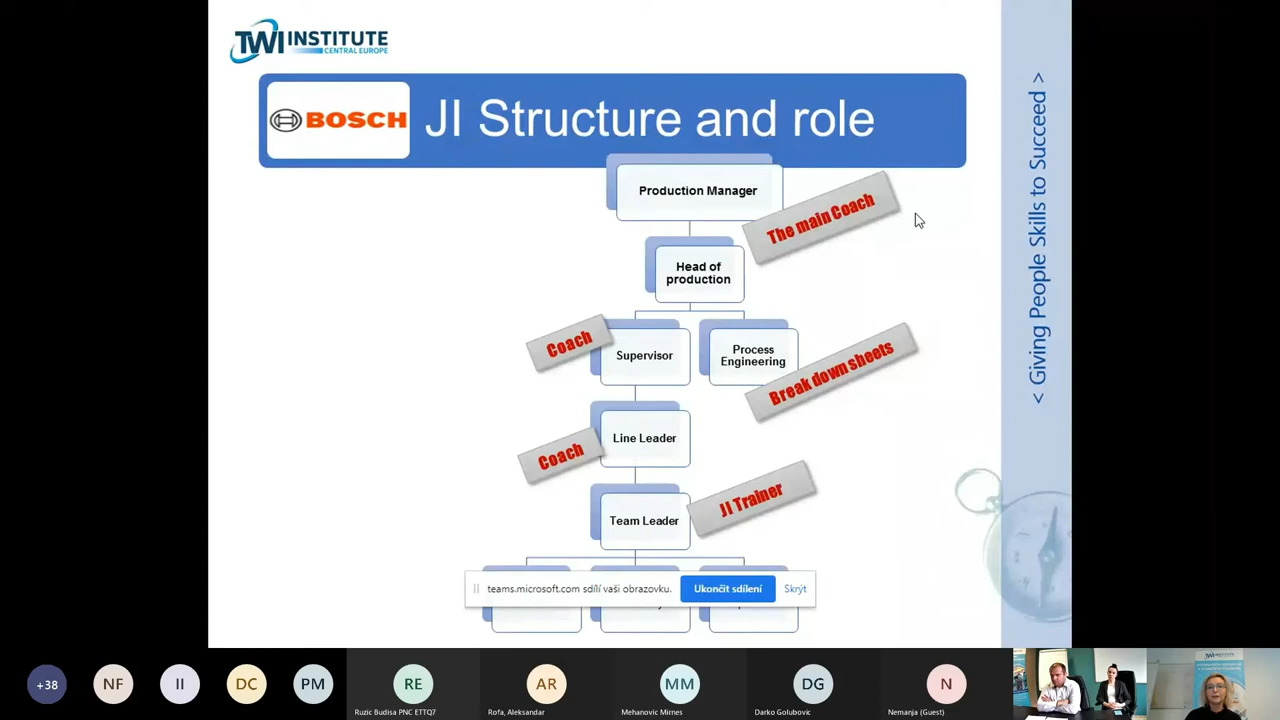 TWI INSTITUTE
CENTRAL EUROPE
BOSCH
JI Structure and role
Production Manager
The main Coach
Head of
production
Coach
Supervisor
Process
Engineering
Break down sheets
Line Leader
Coach
Team Leader
JI Trainer
teams.microsoft.com sdílí vaši obrazovku.
Ukončit sdílení
Skrýt
< Giving People Skills to Succeed >
+38
NF
II
DC
PM
RE
Ruzic Budisa PNC ETTQ7
AR
Rofa, Aleksandar
MM
Mehanovic Mirnes
DG
Darko Golubovic
N
Nemanja (Guest)
TWI INSTITUTE